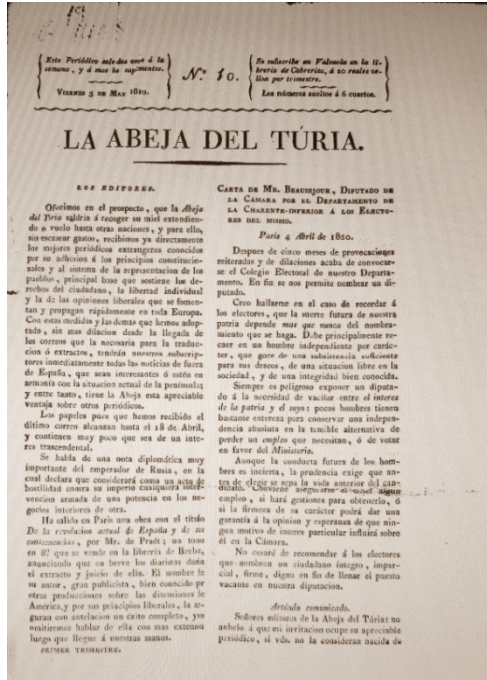 Este Periódico sale dos veces á la
semana, y á mas los suplementos.
VIERNES 5 DE MAY 1820.
N.º 10.
Se subscribe en Valencia en la li-
brería de Cabrerizo, á 20 reales ve-
llon por trimestre.
Los números sueltos á 6 cuartos.
LA ABEJA DEL TÚRIA.
LOS EDITORES.
Ofrecimos en el prospecto, que la Abeja
del Turia saldria á recoger su miel extendien-
do su vuelo hasta otras naciones, y para ello,
sin escasear gastos, recibimos ya directamente
los mejores periódicos extrangeros conocidos
por su adhesion á los principios constitucio-
nales y al sistema de la representacion de los
pueblos, principal base que sostiene los de-
rechos del ciudadano, la libertad individual
y la de las opiniones liberales que se fomen-
tan y propagan rápidamente en toda Europa.
Con estas medidas y las demas que hemos adop-
tado, sin mas dilacion desde la llegada de
los correos que la necesaria para la traduc-
cion ó extractos, tendrán nuestros subscrip-
tores inmediatamente todas las noticias de fuera
de España, que sean interesantes ó estén en
armonía con la situacion actual de la península;
y entre tanto, tiene la Abeja esta apreciable
ventaja sobre otros periódicos.
Los papeles pues que hemos recibido el
último correo alcanzan hasta el 18 de Abril,
y contienen muy poco que sea de un inte-
res trascendental.
Se habla de una nota diplomática muy
importante del emperador de Rusia, en la
cual declara que considerará como un acto de
hostilidad contra su imperio cualquiera inter-
vencion armada de una potencia en los ne-
gocios interiores de otra.
Ha salido en Paris una obra con el título
De la revolucion actual de España y de sus
consecuencias, por Mr. de Pradt; un tomo
en 8.º que se vende en la librería de Bechet,
anunciando que en breve los diaristas darán
el extracto y juicio de ella. El nombre de
su autor, gran publicista, bien conocido por
otras producciones sobre las disensiones de
América, y por sus principios liberales, la ase-
guran con antelacion un éxito completo, y no
omitiremos hablar de ella con mas extension
luego que llegue á nuestras manos.
PRIMER TRIMESTRE.
CARTA DE MR. BEAUSEJOUR, DIPUTADO DE
LA CÁMARA POR EL DEPARTAMENTO DE
LA CHARENTE-INFERIOR Á LOS ELECTO-
RES DEL MISMO.
Paris 4 Abril de 1820.
Despues de cinco meses de provocaciones
reiteradas y de dilaciones acaba de convocar-
se el Colegio Electoral de nuestro Departa-
mento. En fin se nos permite nombrar un di-
putado.
Creo hallarme en el caso de recordar á
los electores, que la suerte futura de nuestra
patria depende mas que nunca del nombra-
miento que se haga. Debe principalmente re-
caer en un hombre independiente por carác-
ter, que goce de una subsistencia suficiente
para sus deseos, de una situacion libre en la
sociedad, y de una integridad bien conocida.
Siempre es peligroso exponer un diputa-
do á la necesidad de vacilar entre el interes
de la patria y el suyo: pocos hombres tienen
bastante entereza para conservar una indepen-
dencia absoluta en la temible alternativa de
perder un empleo que necesitan, ó de votar
en favor del Ministerio.
Aunque la conducta futura de los hom-
bres es incierta, la prudencia exige que an-
tes de elegir se sepa la vida anterior del can-
didato. Conviene asegurarse si algun
empleo, si hará gestiones para obtenerlo, ó
si la firmeza de su carácter podrá dar una
garantía á la opinion y esperanza de que nin-
gun motivo de interes particular influirá sobre
él en la Cámara.
No cesaré de recomendar á los electores
que nombren un ciudadano íntegro, impar-
cial, firme, digno en fin de llenar el puesto
vacante en nuestra diputacion.
Artículo comunicado.
Señores editores de la Abeja del Túria: no
anhelo á que mi invitacion ocupe su apreciable
periódico, si vds. no la consideran nacida de